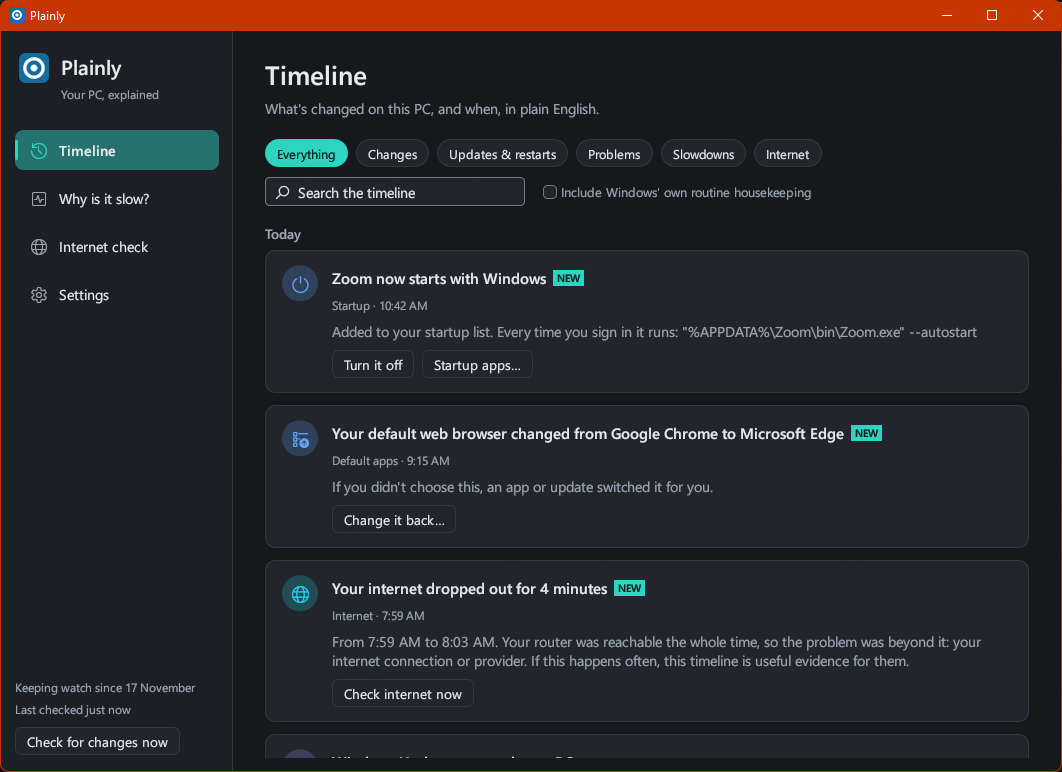 Plainly
Plainly
Your PC, explained
Timeline
Why is it slow?
Internet check
Settings
Keeping watch since 17 November
Last checked just now
Check for changes now
Timeline
What's changed on this PC, and when, in plain English.
Everything
Changes
Updates & restarts
Problems
Slowdowns
Internet
Search the timeline
Include Windows' own routine housekeeping
Today
Zoom now starts with Windows NEW
Startup · 10:42 AM
Added to your startup list. Every time you sign in it runs: "%APPDATA%\Zoom\bin\Zoom.exe" --autostart
Turn it off
Startup apps...
Your default web browser changed from Google Chrome to Microsoft Edge NEW
Default apps · 9:15 AM
If you didn't choose this, an app or update switched it for you.
Change it back...
Your internet dropped out for 4 minutes NEW
Internet · 7:59 AM
From 7:59 AM to 8:03 AM. Your router was reachable the whole time, so the problem was beyond it: your
internet connection or provider. If this happens often, this timeline is useful evidence for them.
Check internet now